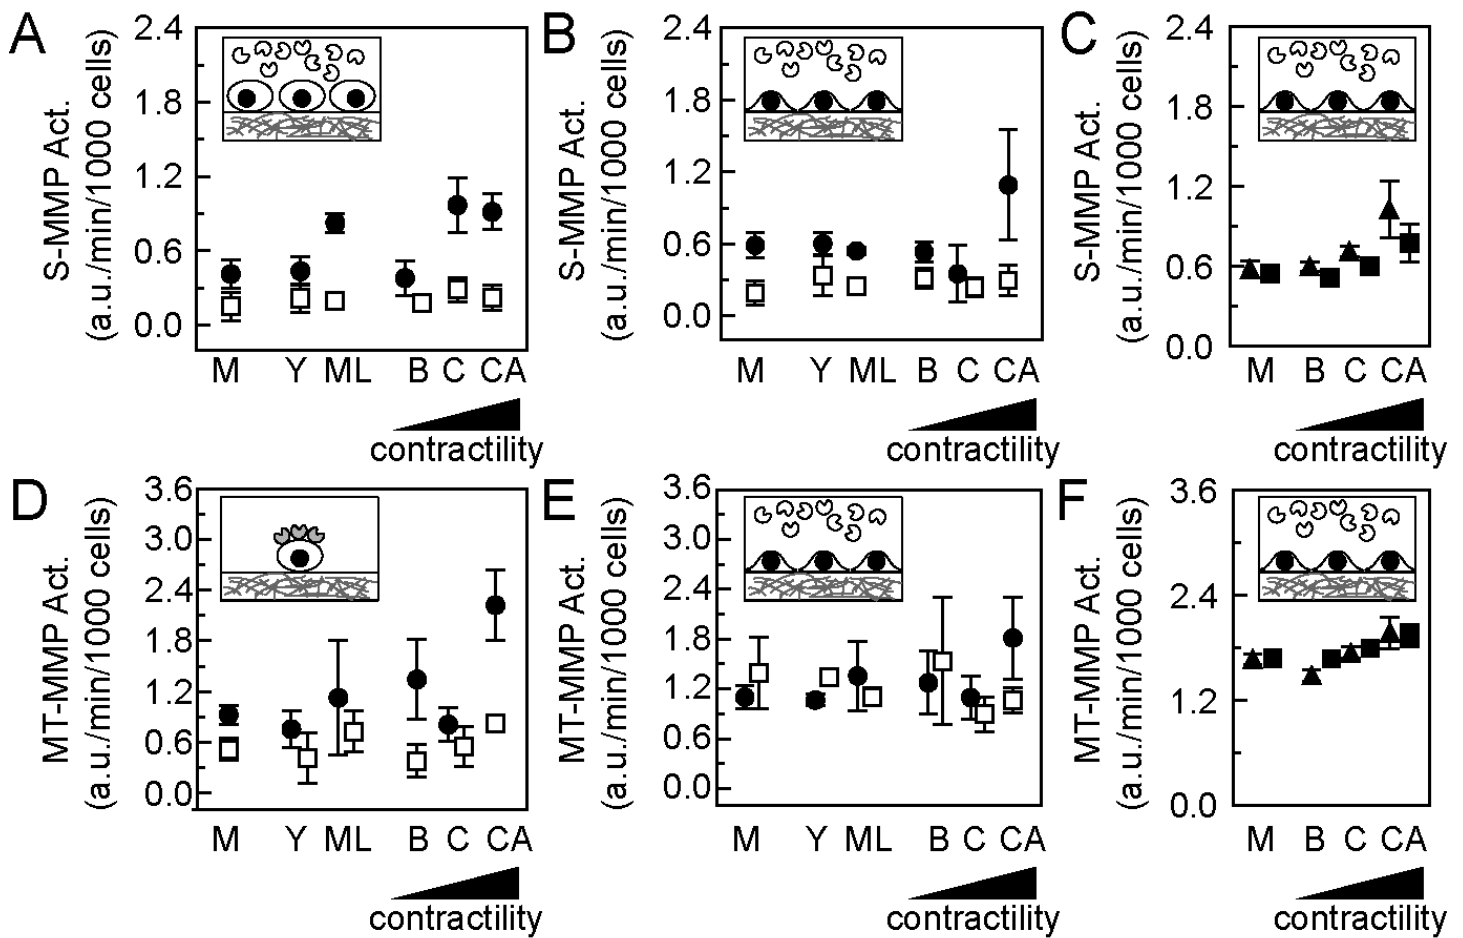 A
S-MMP Act.
(a.u./min/1000 cells)
2.4
1.8
1.2
0.6
0.0
M Y ML B C CA
contractility
B
S-MMP Act.
(a.u./min/1000 cells)
2.4
1.8
1.2
0.6
0.0
M Y ML B C CA
contractility
C
S-MMP Act.
(a.u./min/1000 cells)
2.4
1.8
1.2
0.6
0.0
M B C CA
contractility
D
MT-MMP Act.
(a.u./min/1000 cells)
3.6
3.0
2.4
1.8
1.2
0.6
0.0
M Y ML B C CA
contractility
E
MT-MMP Act.
(a.u./min/1000 cells)
3.6
3.0
2.4
1.8
1.2
0.6
0.0
M Y ML B C CA
contractility
F
MT-MMP Act.
(a.u./min/1000 cells)
3.6
2.4
1.2
0.0
M B C CA
contractility